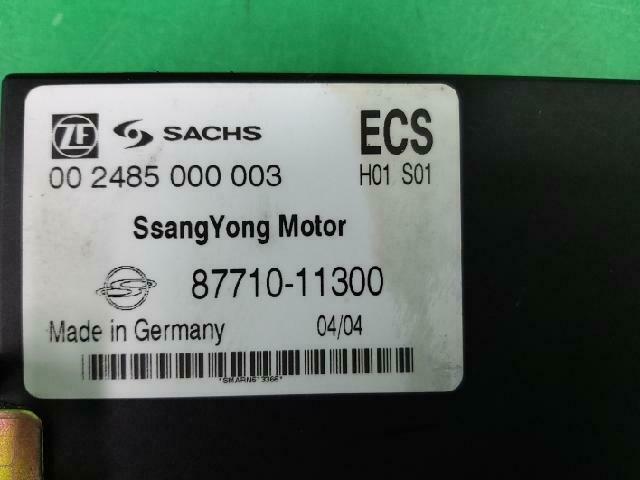 ZF SACHS ECS
00 2485 000 003 H01 S01
SsangYong Motor
87710-11300
Made in Germany 04/04